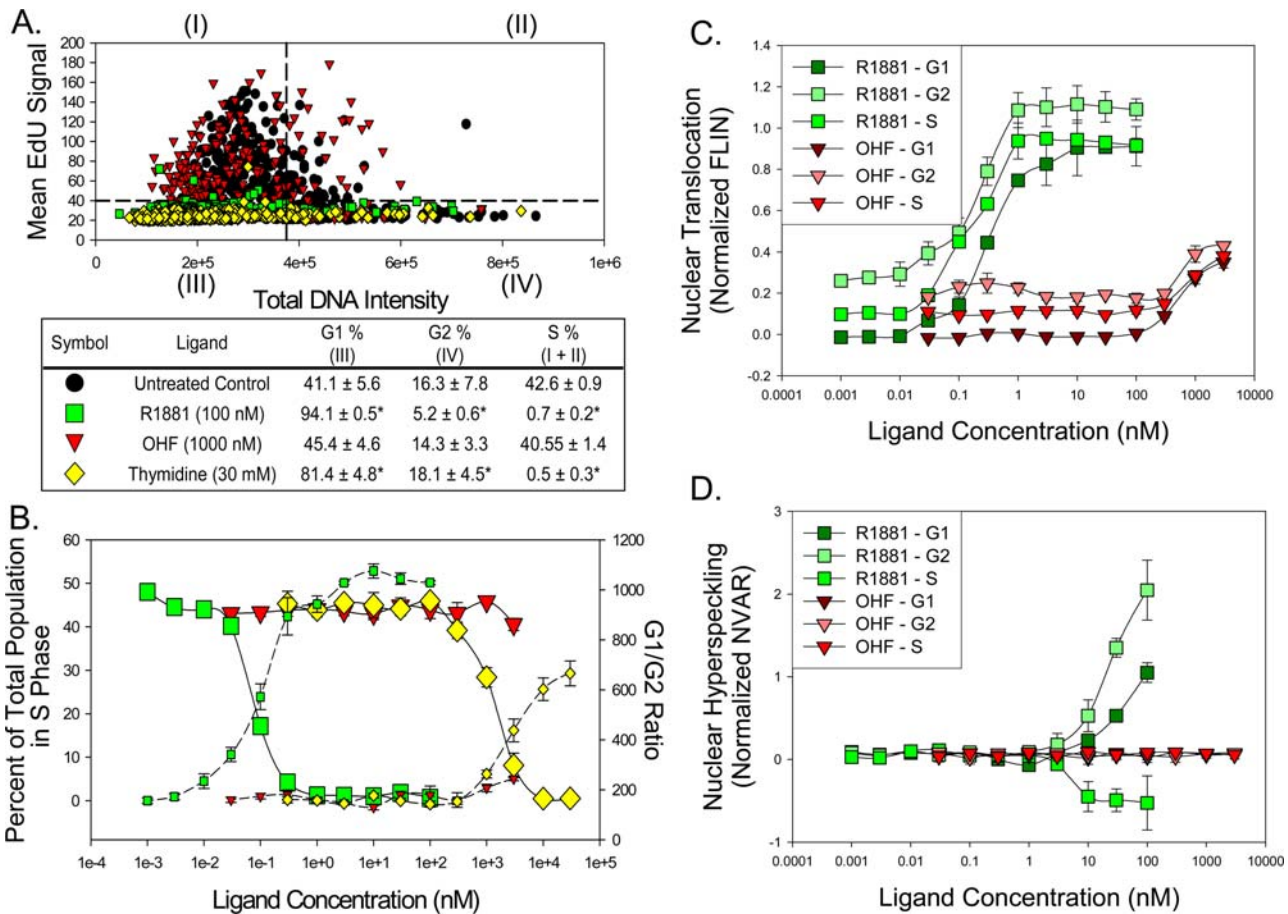 A.
(I)
(II)
Mean EdU Signal
200
180
160
140
120
100
80
60
40
20
0
0
2e+5
4e+5
6e+5
8e+5
1e+6
(III)
Total DNA Intensity
(IV)
Symbol Ligand G1 % (III) G2 % (IV) S % (I + II)
Untreated Control 41.1 ± 5.6 16.3 ± 7.8 42.6 ± 0.9
R1881 (100 nM) 94.1 ± 0.5* 5.2 ± 0.6* 0.7 ± 0.2*
OHF (1000 nM) 45.4 ± 4.6 14.3 ± 3.3 40.55 ± 1.4
Thymidine (30 mM) 81.4 ± 4.8* 18.1 ± 4.5* 0.5 ± 0.3*
B.
Percent of Total Population
in S Phase
60
50
40
30
20
10
0
1200
1000
800
600
400
200
0
G1/G2 Ratio
1e-4
1e-3
1e-2
1e-1
1e+0
1e+1
1e+2
1e+3
1e+4
1e+5
Ligand Concentration (nM)
C.
Nuclear Translocation
(Normalized FLIN)
1.4
1.2
1.0
0.8
0.6
0.4
0.2
0.0
-0.2
R1881 - G1
R1881 - G2
R1881 - S
OHF - G1
OHF - G2
OHF - S
0.0001
0.001
0.01
0.1
1
10
100
1000
10000
Ligand Concentration (nM)
D.
Nuclear Hyperspeckling
(Normalized NVAR)
3
2
1
0
-1
R1881 - G1
R1881 - G2
R1881 - S
OHF - G1
OHF - G2
OHF - S
0.0001
0.001
0.01
0.1
1
10
100
1000
10000
Ligand Concentration (nM)